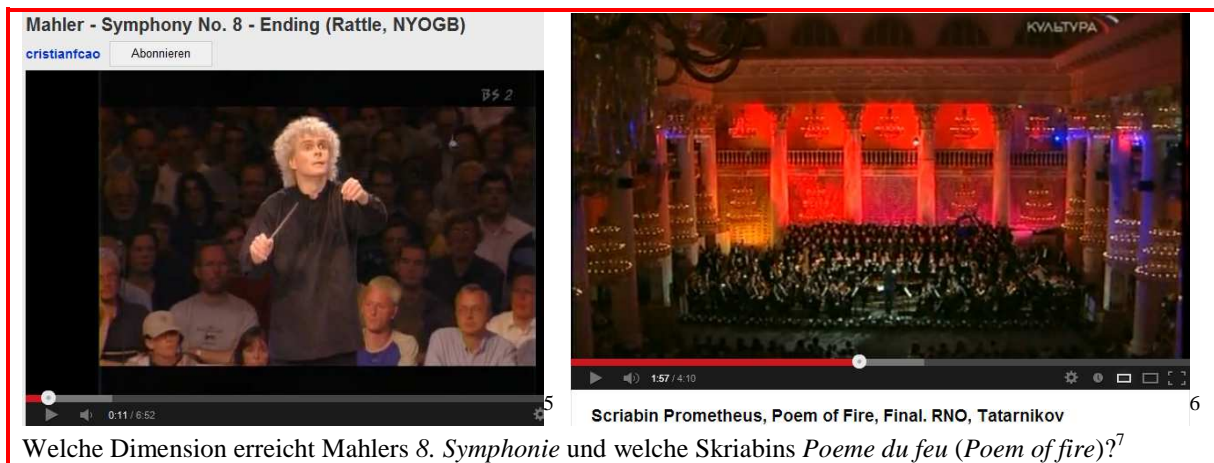 Mahler - Symphony No. 8 - Ending (Rattle, NYOGB)
cristianfcao Abonnieren
BS 2
0:11 / 6:52
5
КУЛЬТУРА
1:57 / 4:10
Scriabin Prometheus, Poem of Fire, Final. RNO, Tatarnikov
6
Welche Dimension erreicht Mahlers 8. Symphonie und welche Skriabins Poeme du feu (Poem of fire)?7